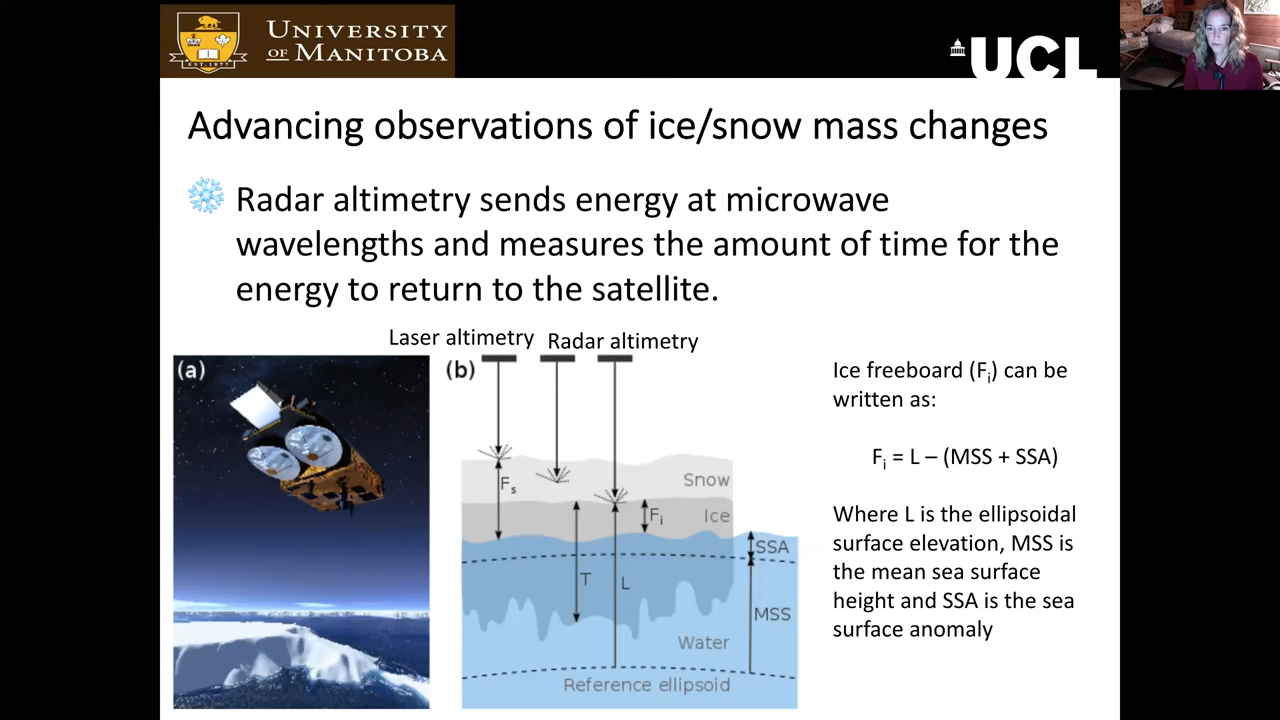 UNIVERSITY
OF MANITOBA
UCL
Advancing observations of ice/snow mass changes
Radar altimetry sends energy at microwave
wavelengths and measures the amount of time for the
energy to return to the satellite.
Laser altimetry
Radar altimetry
(a)
(b)
Snow
Fs
Fi
Ice
SSA
T
L
MSS
Water
Reference ellipsoid
Ice freeboard (Fi) can be
written as:
Fi = L – (MSS + SSA)
Where L is the ellipsoidal
surface elevation, MSS is
the mean sea surface
height and SSA is the sea
surface anomaly